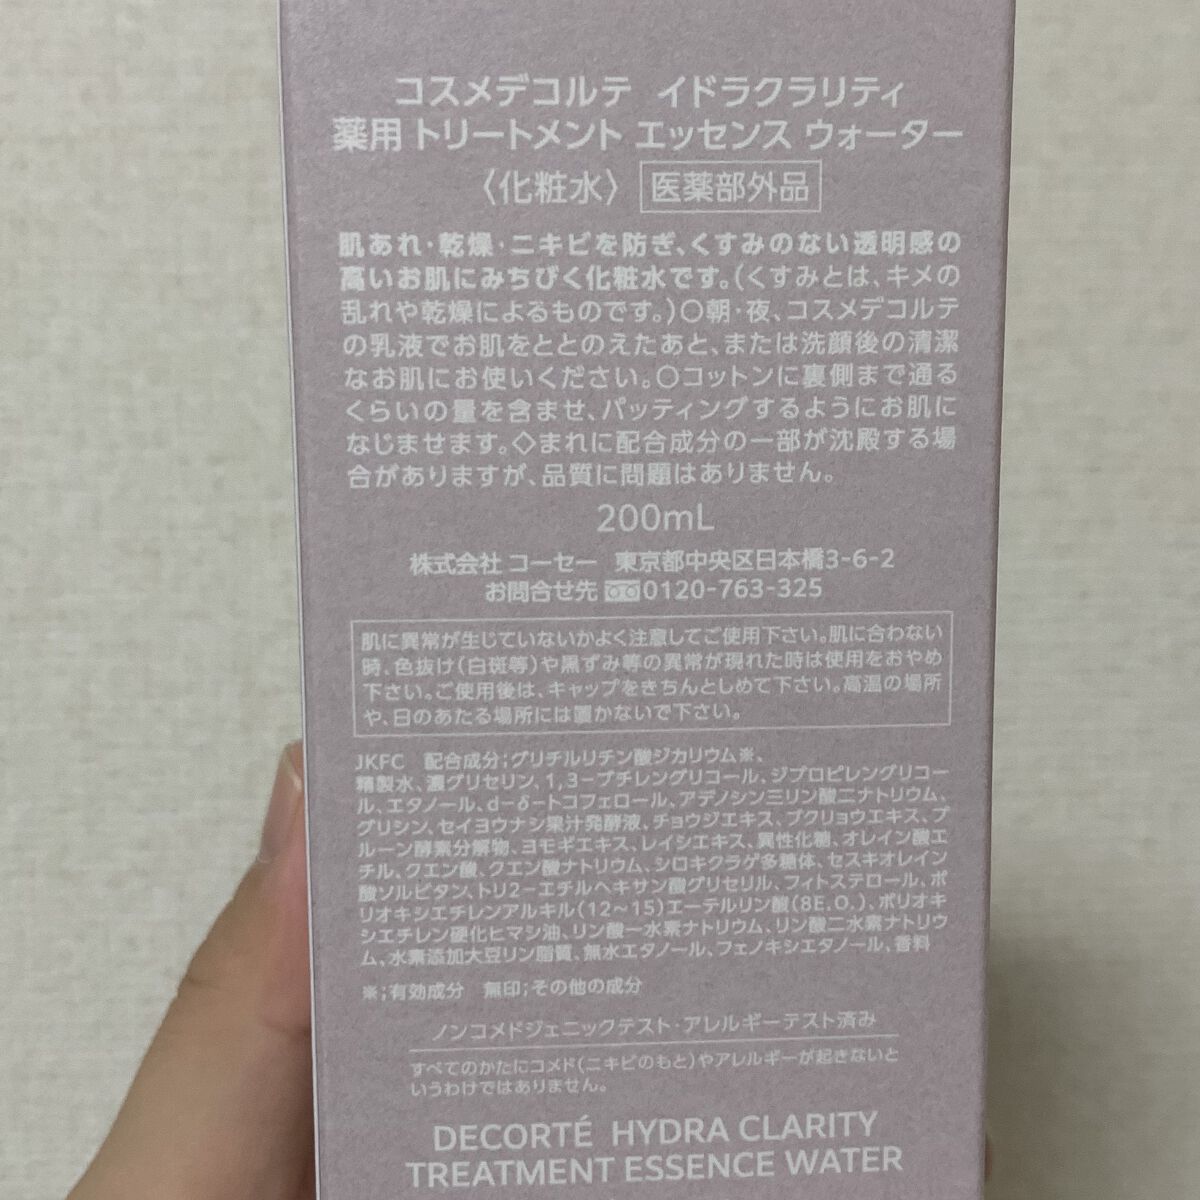 コスメデコルテ イドラクラリティ
薬用 トリートメント エッセンス ウォーター
〈化粧水〉 医薬部外品
肌あれ・乾燥・ニキビを防ぎ、くすみのない透明感の
高いお肌にみちびく化粧水です。(くすみとは、キメの
乱れや乾燥によるものです。)○朝・夜、コスメデコルテ
の乳液でお肌をととのえたあと、または洗顔後の清潔
なお肌にお使いください。○コットンに裏側まで通る
くらいの量を含ませ、パッティングするようにお肌に
なじませます。◇まれに配合成分の一部が沈殿する場
合がありますが、品質に問題はありません。
200mL
株式会社 コーセー 東京都中央区日本橋3-6-2
お問合せ先 0120-763-325
肌に異常が生じていないかよく注意してご使用下さい。肌に合わない
時、色抜け(白斑等)や黒ずみ等の異常が現れた時は使用をおやめ
下さい。ご使用後は、キャップをきちんとしめて下さい。高温の場所
や、日のあたる場所には置かないで下さい。
JKFC 配合成分;グリチルリチン酸ジカリウム※、
精製水、濃グリセリン、1,3-ブチレングリコール、ジプロピレングリコー
ル、エタノール、d-δ-トコフェロール、アデノシン三リン酸二ナトリウム、
グリシン、セイヨウナシ果汁発酵液、チョウジエキス、ブクリョウエキス、プ
ルーン酵素分解物、ヨモギエキス、レイシエキス、異性化糖、オレイン酸エ
チル、クエン酸、クエン酸ナトリウム、シロキクラゲ多糖体、セスキオレイン
酸ソルビタン、トリ2-エチルヘキサン酸グリセリル、フィトステロール、ポ
リオキシエチレンアルキル(12～15)エーテルリン酸(8E.O.)、ポリオキ
シエチレン硬化ヒマシ油、リン酸一水素ナトリウム、リン酸二水素ナトリウ
ム、水素添加大豆リン脂質、無水エタノール、フェノキシエタノール、香料
※;有効成分 無印;その他の成分
ノンコメドジェニックテスト・アレルギーテスト済み
すべてのかたにコメド(ニキビのもと)やアレルギーが起きないと
いうわけではありません。
DECORTÉ HYDRA CLARITY
TREATMENT ESSENCE WATER